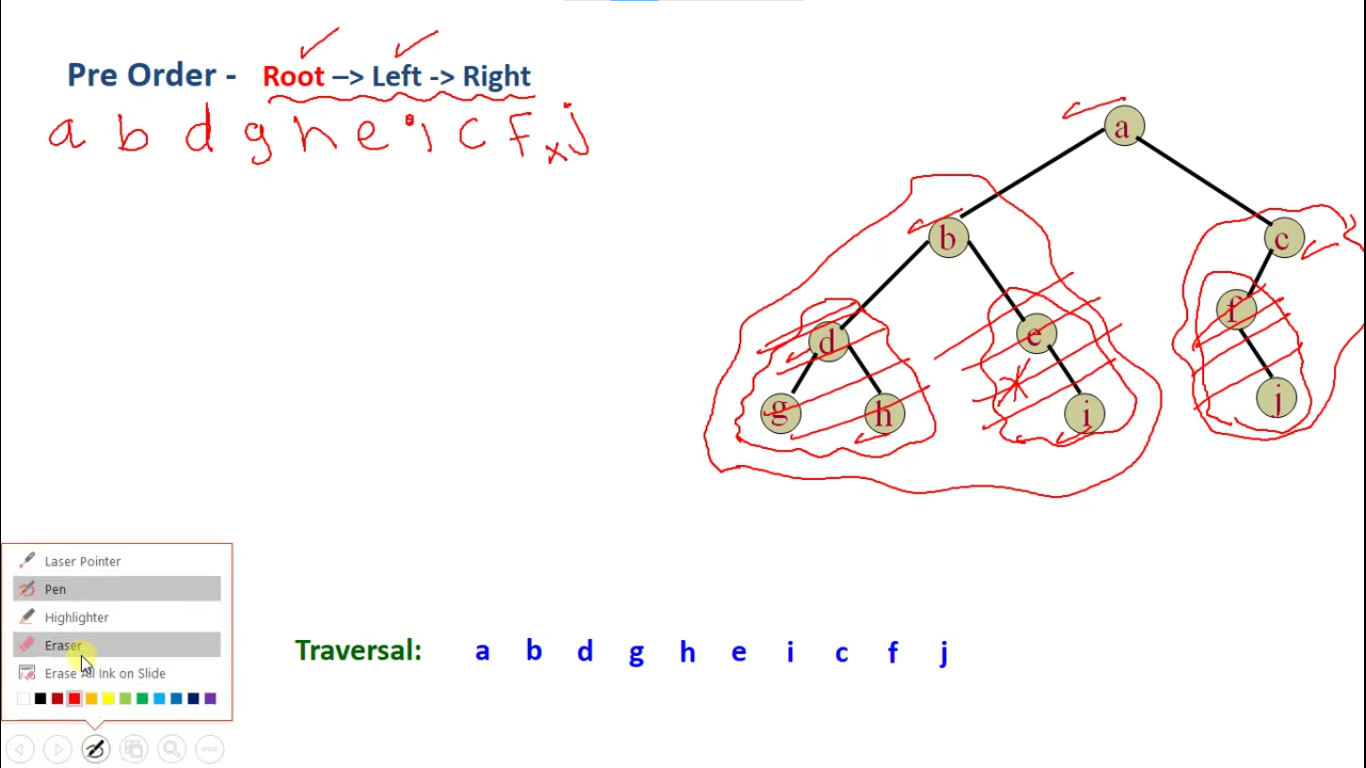 Pre Order - Root –> Left -> Right
a b d g h e i c f x j
a
b
c
d
e
f
g
h
i
j
Laser Pointer
Pen
Highlighter
Eraser
Erase All Ink on Slide
Traversal: a b d g h e i c f j